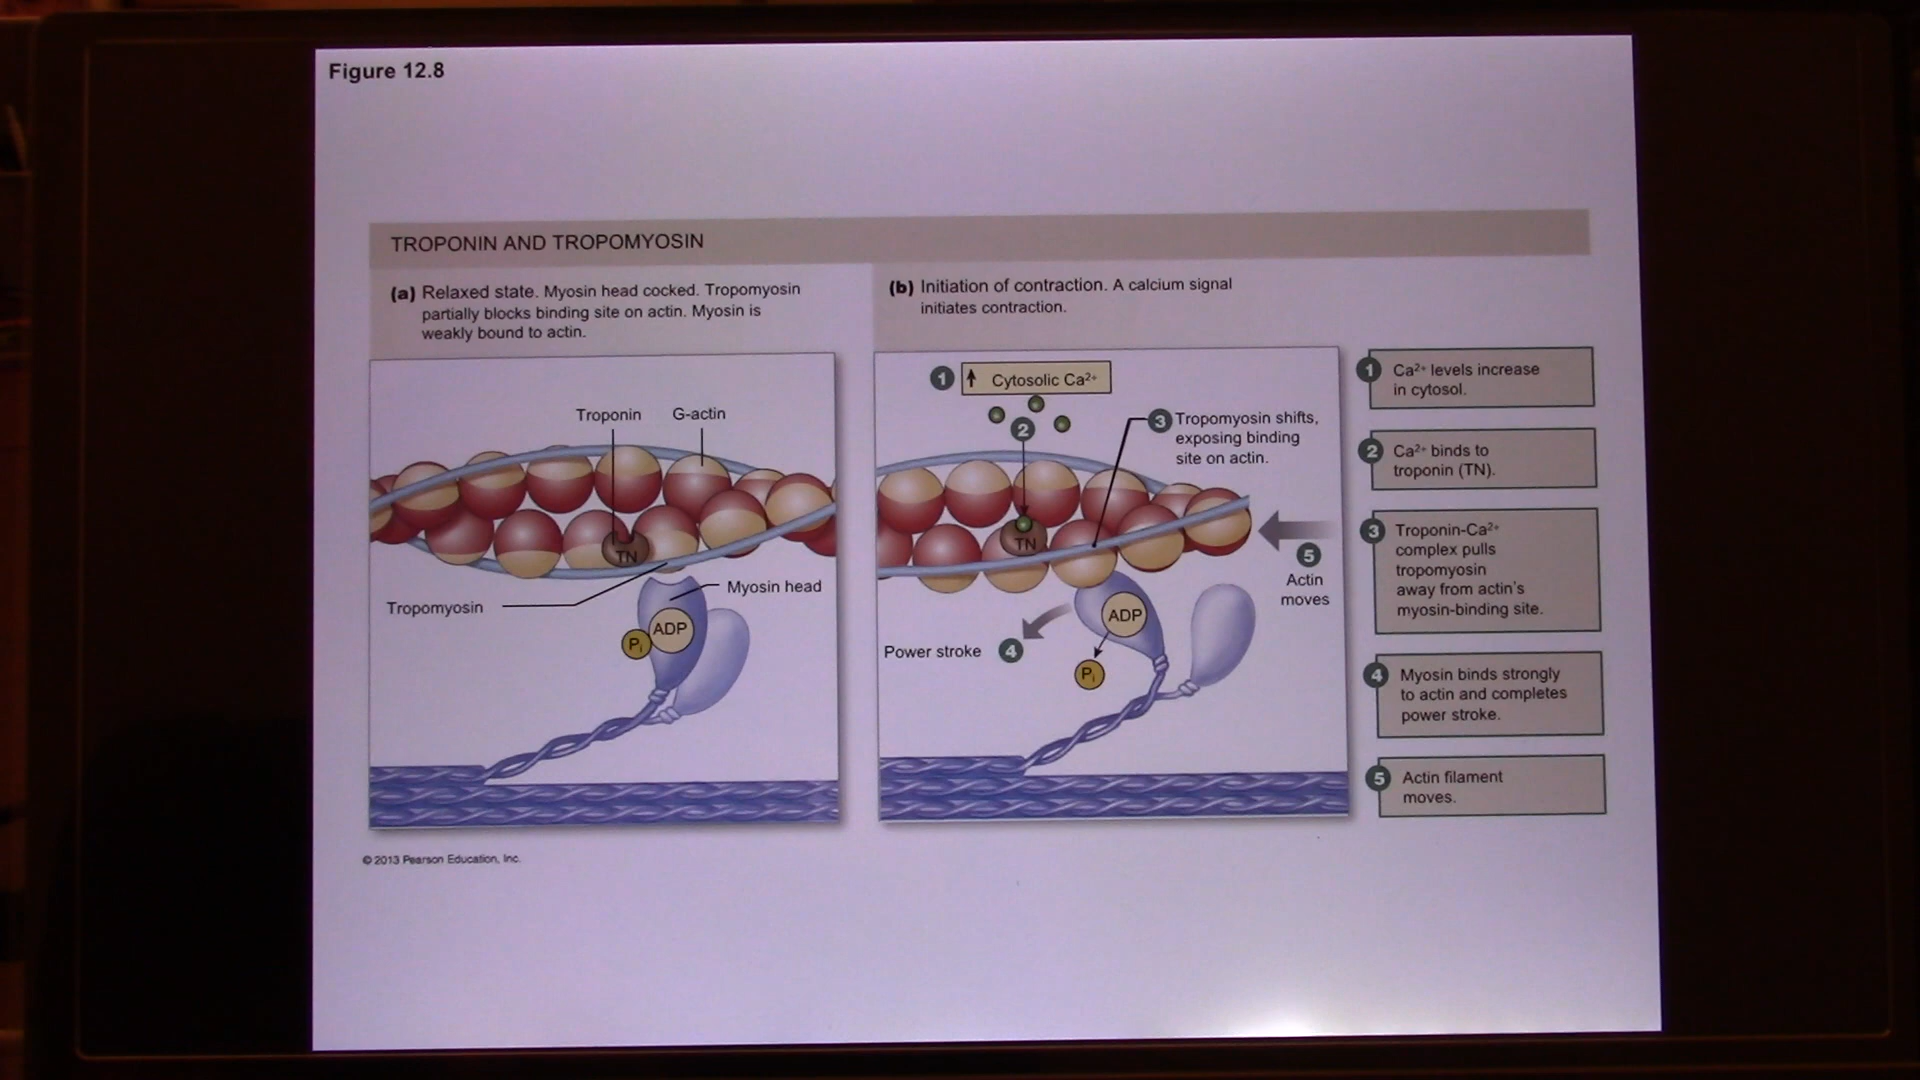 Figure 12.8
TROPONIN AND TROPOMYOSIN
(a) Relaxed state. Myosin head cocked. Tropomyosin
partially blocks binding site on actin. Myosin is
weakly bound to actin.
Troponin G-actin
TN
Tropomyosin
Myosin head
ADP
Pi
(b) Initiation of contraction. A calcium signal
initiates contraction.
1 ↑ Cytosolic Ca²⁺
2
3 Tropomyosin shifts,
exposing binding
site on actin.
TN
5
Actin
moves
ADP
Power stroke 4
Pi
1 Ca²⁺ levels increase
in cytosol.
2 Ca²⁺ binds to
troponin (TN).
3 Troponin-Ca²⁺
complex pulls
tropomyosin
away from actin's
myosin-binding site.
4 Myosin binds strongly
to actin and completes
power stroke.
5 Actin filament
moves.
© 2013 Pearson Education, Inc.